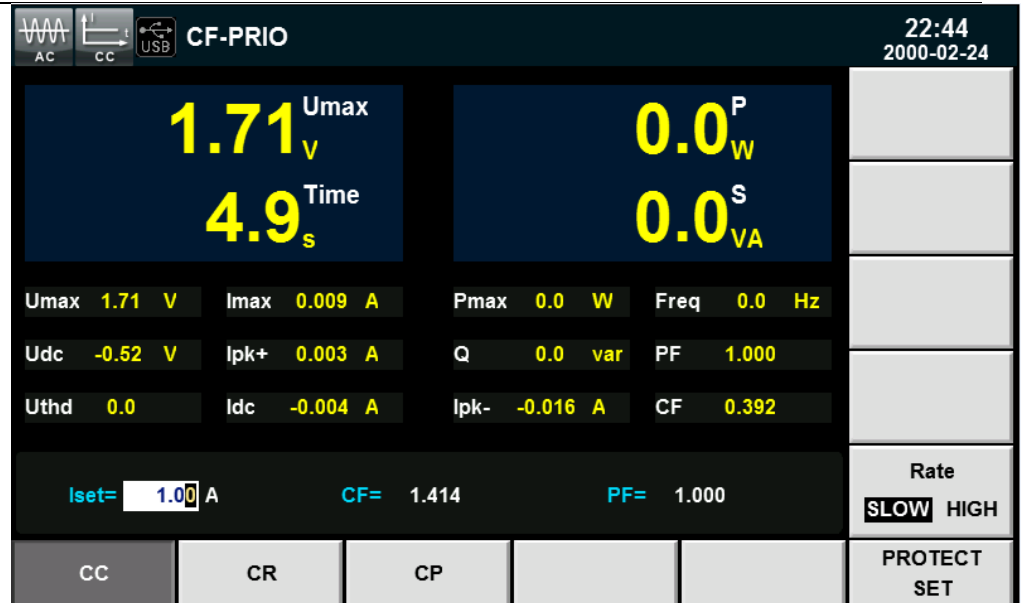 AC
t
CC
USB
CF-PRIO
22:44
2000-02-24
1.71 Umax V
0.0 P W
4.9 Time s
0.0 S VA
Umax 1.71 V Imax 0.009 A Pmax 0.0 W Freq 0.0 Hz
Udc -0.52 V Ipk+ 0.003 A Q 0.0 var PF 1.000
Uthd 0.0 Idc -0.004 A Ipk- -0.016 A CF 0.392
Iset= 1.00 A CF= 1.414 PF= 1.000
Rate
SLOW HIGH
CC CR CP
PROTECT
SET